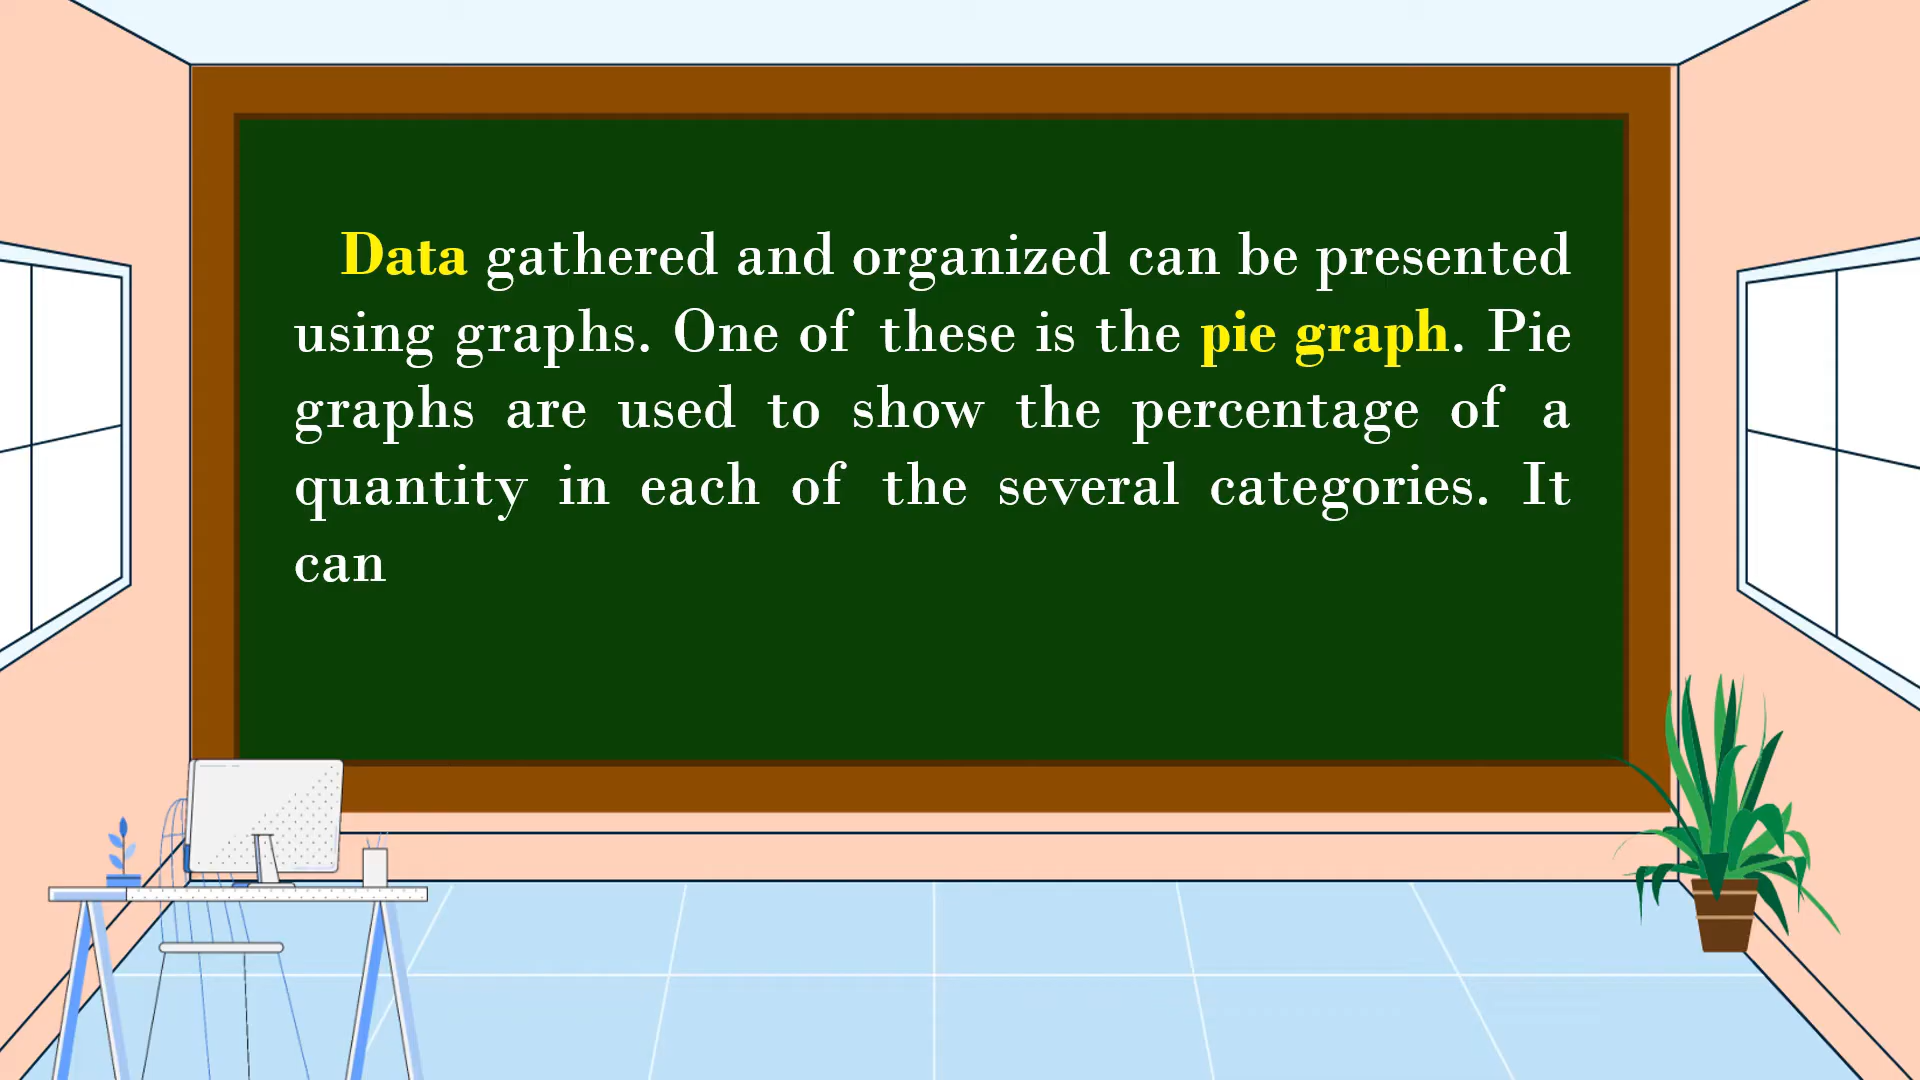 Data gathered and organized can be presented
using graphs. One of these is the pie graph. Pie
graphs are used to show the percentage of a
quantity in each of the several categories. It
can